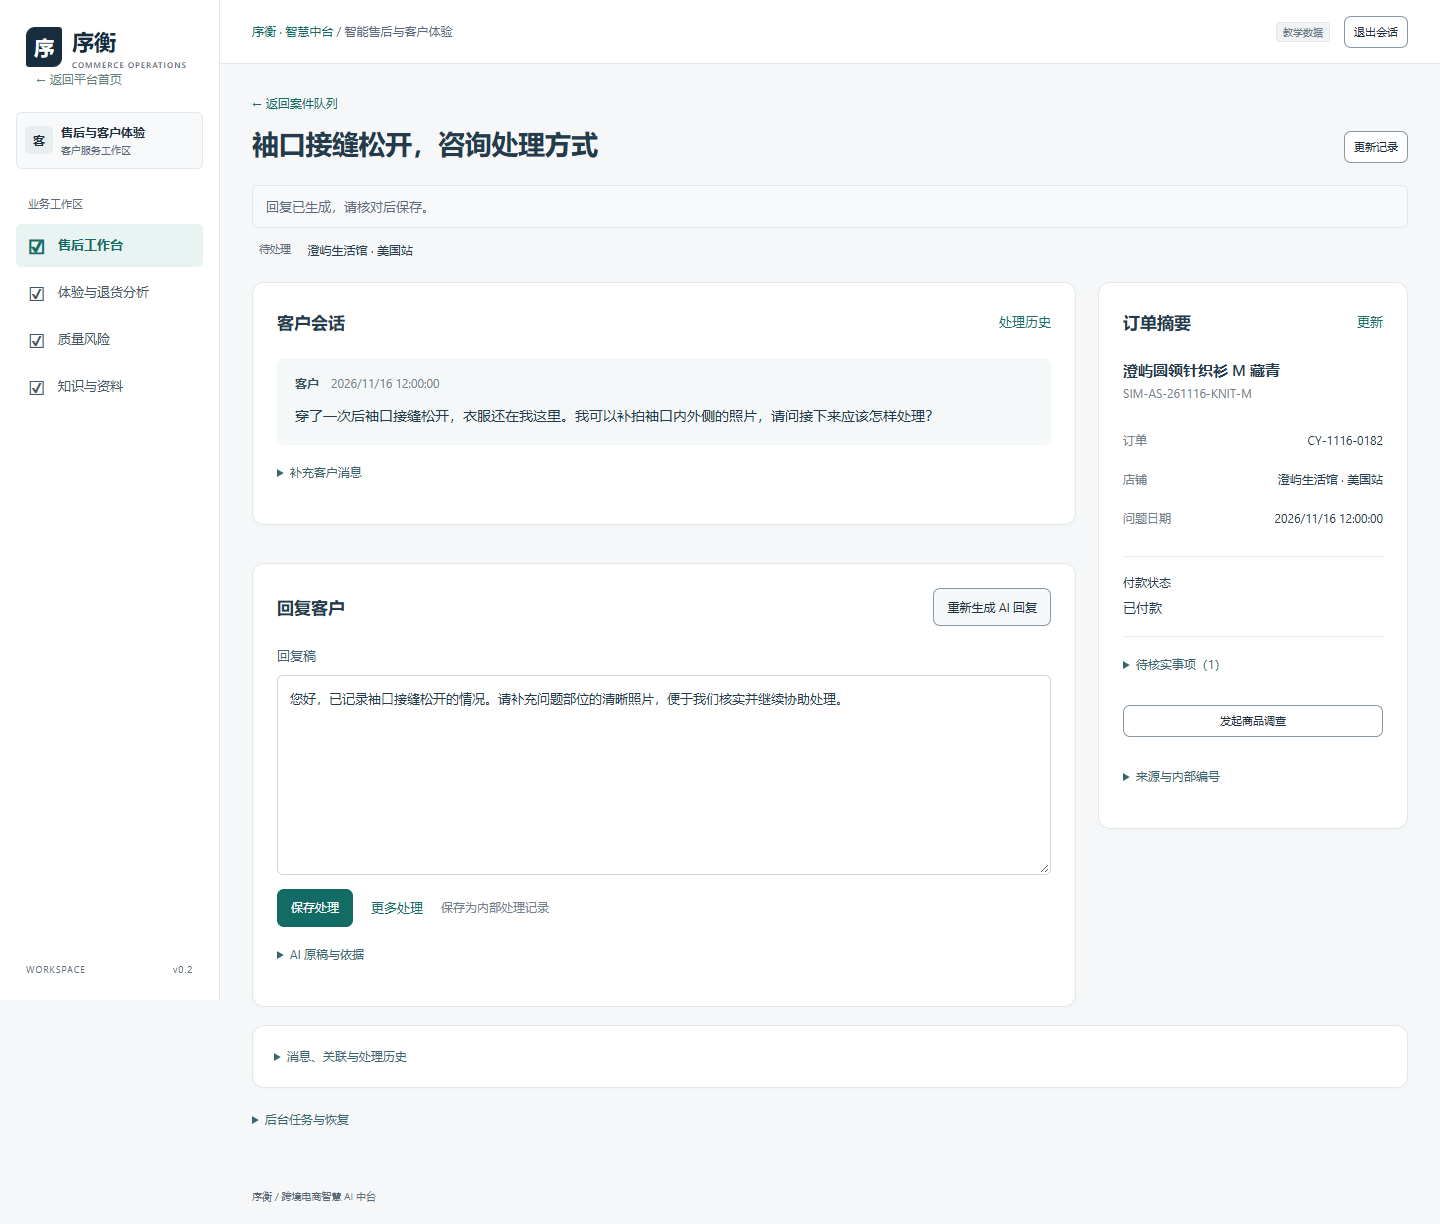 序 序衡
COMMERCE OPERATIONS
← 返回平台首页
客 售后与客户体验
客户服务工作区
业务工作区
售后工作台
体验与退货分析
质量风险
知识与资料
WORKSPACE v0.2
序衡 · 智慧中台 / 智能售后与客户体验
教学数据 退出会话
← 返回案件队列
袖口接缝松开，咨询处理方式
更新记录
回复已生成，请核对后保存。
待处理 澄屿生活馆 · 美国站
客户会话 处理历史
客户 2026/11/16 12:00:00
穿了一次后袖口接缝松开，衣服还在我这里。我可以补拍袖口内外侧的照片，请问接下来应该怎样处理？
补充客户消息
回复客户 重新生成 AI 回复
回复稿
您好，已记录袖口接缝松开的情况。请补充问题部位的清晰照片，便于我们核实并继续协助处理。
保存处理 更多处理 保存为内部处理记录
AI 原稿与依据
订单摘要 更新
澄屿圆领针织衫 M 藏青
SIM-AS-261116-KNIT-M
订单 CY-1116-0182
店铺 澄屿生活馆 · 美国站
问题日期 2026/11/16 12:00:00
付款状态
已付款
待核实事项（1）
发起商品调查
来源与内部编号
消息、关联与处理历史
后台任务与恢复
序衡 / 跨境电商智慧 AI 中台